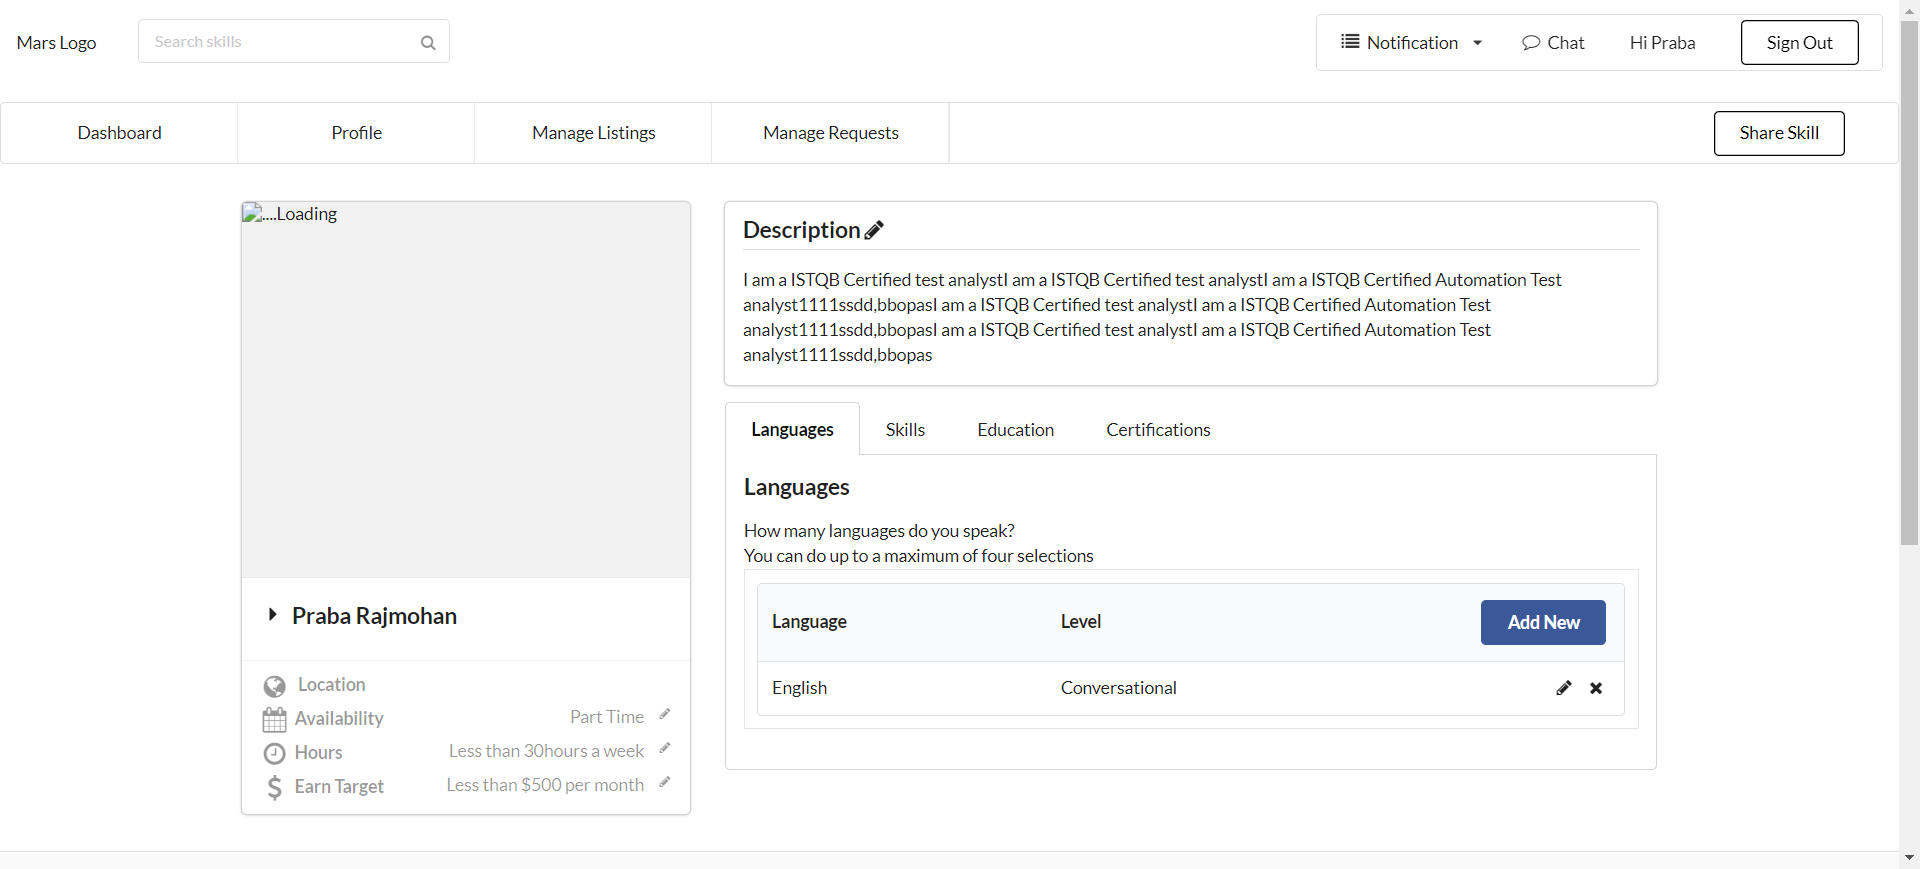 Mars Logo
Search skills
Notification
Chat
Hi Praba
Sign Out
Dashboard
Profile
Manage Listings
Manage Requests
Share Skill
....Loading
Praba Rajmohan
Location
Availability
Part Time
Hours
Less than 30hours a week
Earn Target
Less than $500 per month
Description
I am a ISTQB Certified test analystI am a ISTQB Certified test analystI am a ISTQB Certified Automation Test
analyst1111ssdd,bbopasI am a ISTQB Certified test analystI am a ISTQB Certified Automation Test
analyst1111ssdd,bbopasI am a ISTQB Certified test analystI am a ISTQB Certified Automation Test
analyst1111ssdd,bbopas
Languages
Skills
Education
Certifications
Languages
How many languages do you speak?
You can do up to a maximum of four selections
Language
Level
Add New
English
Conversational